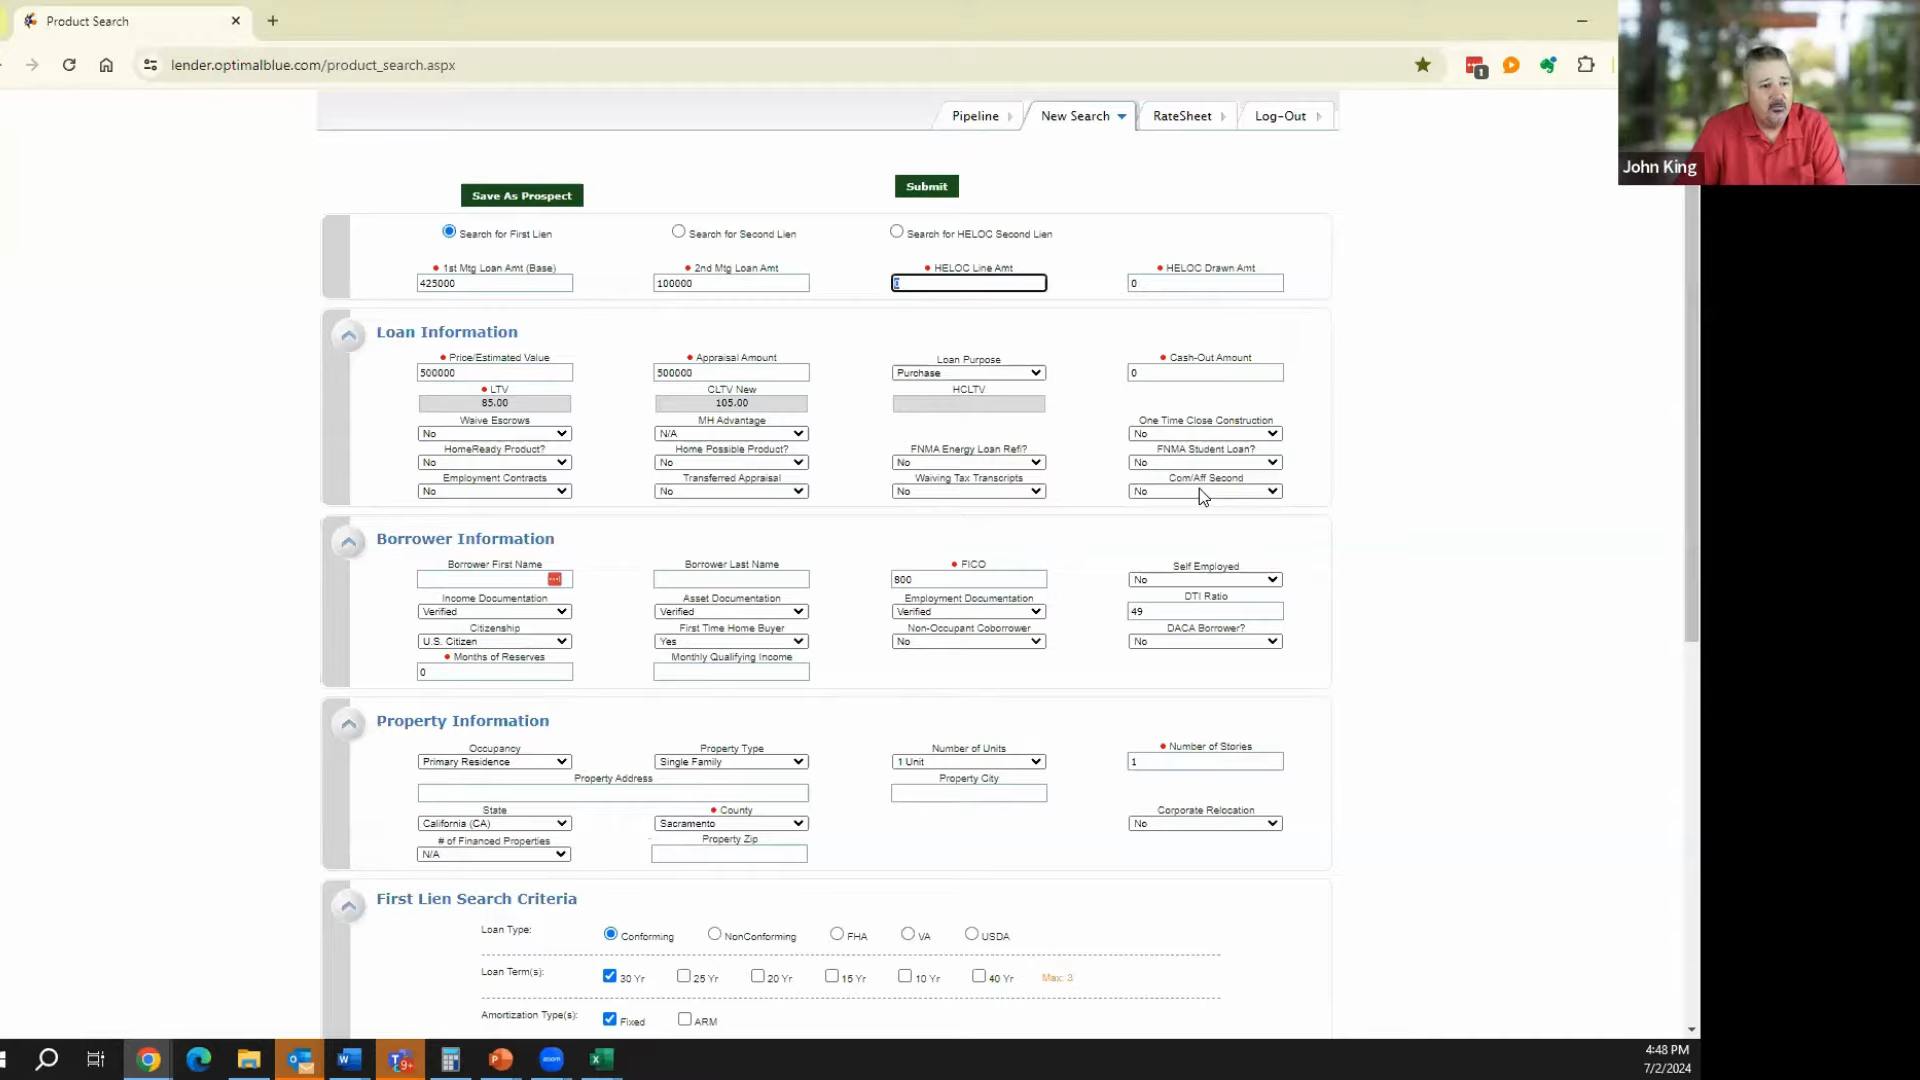 Product Search
lender.optimalblue.com/product_search.aspx
1
John King
Pipeline New Search RateSheet Log-Out
Save As Prospect Submit
Search for First Lien Search for Second Lien Search for HELOC Second Lien
1st Mtg Loan Amt (Base) 2nd Mtg Loan Amt HELOC Line Amt HELOC Drawn Amt
425000 100000 0 0
Loan Information
Price/Estimated Value Appraisal Amount Loan Purpose Cash-Out Amount
500000 500000 Purchase 0
LTV CLTV New HCLTV
85.00 105.00
Waive Escrows MH Advantage One Time Close Construction
No N/A No
HomeReady Product? Home Possible Product? FNMA Energy Loan Refi? FNMA Student Loan?
No No No No
Employment Contracts Transferred Appraisal Waiving Tax Transcripts Com/Aff Second
No No No No
Borrower Information
Borrower First Name Borrower Last Name FICO Self Employed
800 No
Income Documentation Asset Documentation Employment Documentation DTI Ratio
Verified Verified Verified 49
Citizenship First Time Home Buyer Non-Occupant Coborrower DACA Borrower?
U.S. Citizen Yes No No
Months of Reserves Monthly Qualifying Income
0
Property Information
Occupancy Property Type Number of Units Number of Stories
Primary Residence Single Family 1 Unit 1
Property Address Property City
State County Corporate Relocation
California (CA) Sacramento No
# of Financed Properties Property Zip
N/A
First Lien Search Criteria
Loan Type: Conforming NonConforming FHA VA USDA
Loan Term(s): 30 Yr 25 Yr 20 Yr 15 Yr 10 Yr 40 Yr Max: 3
Amortization Type(s): Fixed ARM
9+
zoom
4:48 PM
7/2/2024